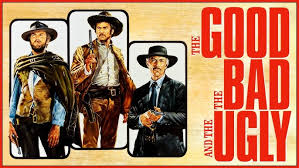 THE GOOD
THE BAD
AND THE UGLY